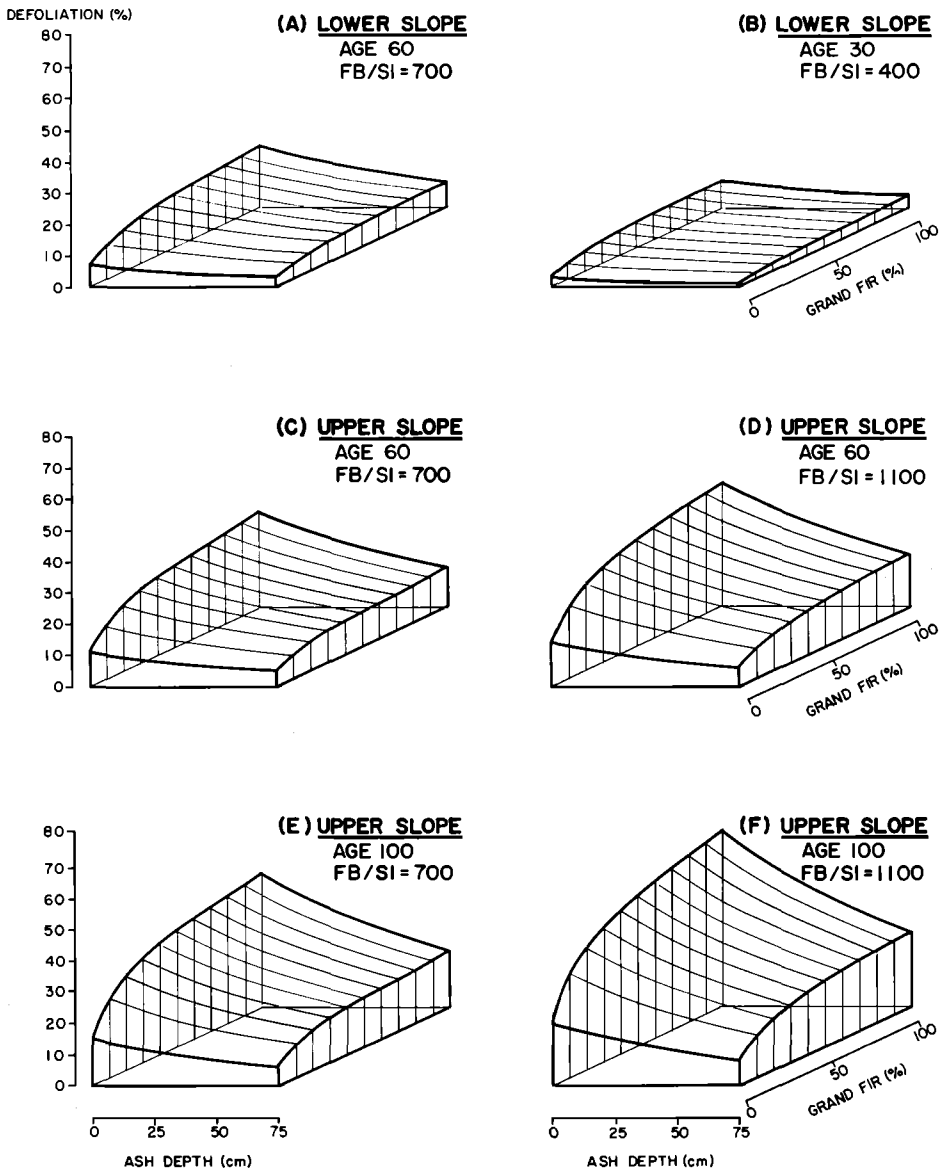 DEFOLIATION (%)
(A) LOWER SLOPE
AGE 60
FB/SI = 700
80
70
60
50
40
30
20
10
0
(B) LOWER SLOPE
AGE 30
FB/SI = 400
0
50
100
GRAND FIR (%)
(C) UPPER SLOPE
AGE 60
FB/SI = 700
80
70
60
50
40
30
20
10
0
(D) UPPER SLOPE
AGE 60
FB/SI = 1100
0
50
100
GRAND FIR (%)
(E) UPPER SLOPE
AGE 100
FB/SI = 700
80
70
60
50
40
30
20
10
0
0 25 50 75
ASH DEPTH (cm)
(F) UPPER SLOPE
AGE 100
FB/SI = 1100
0
50
100
GRAND FIR (%)
0 25 50 75
ASH DEPTH (cm)